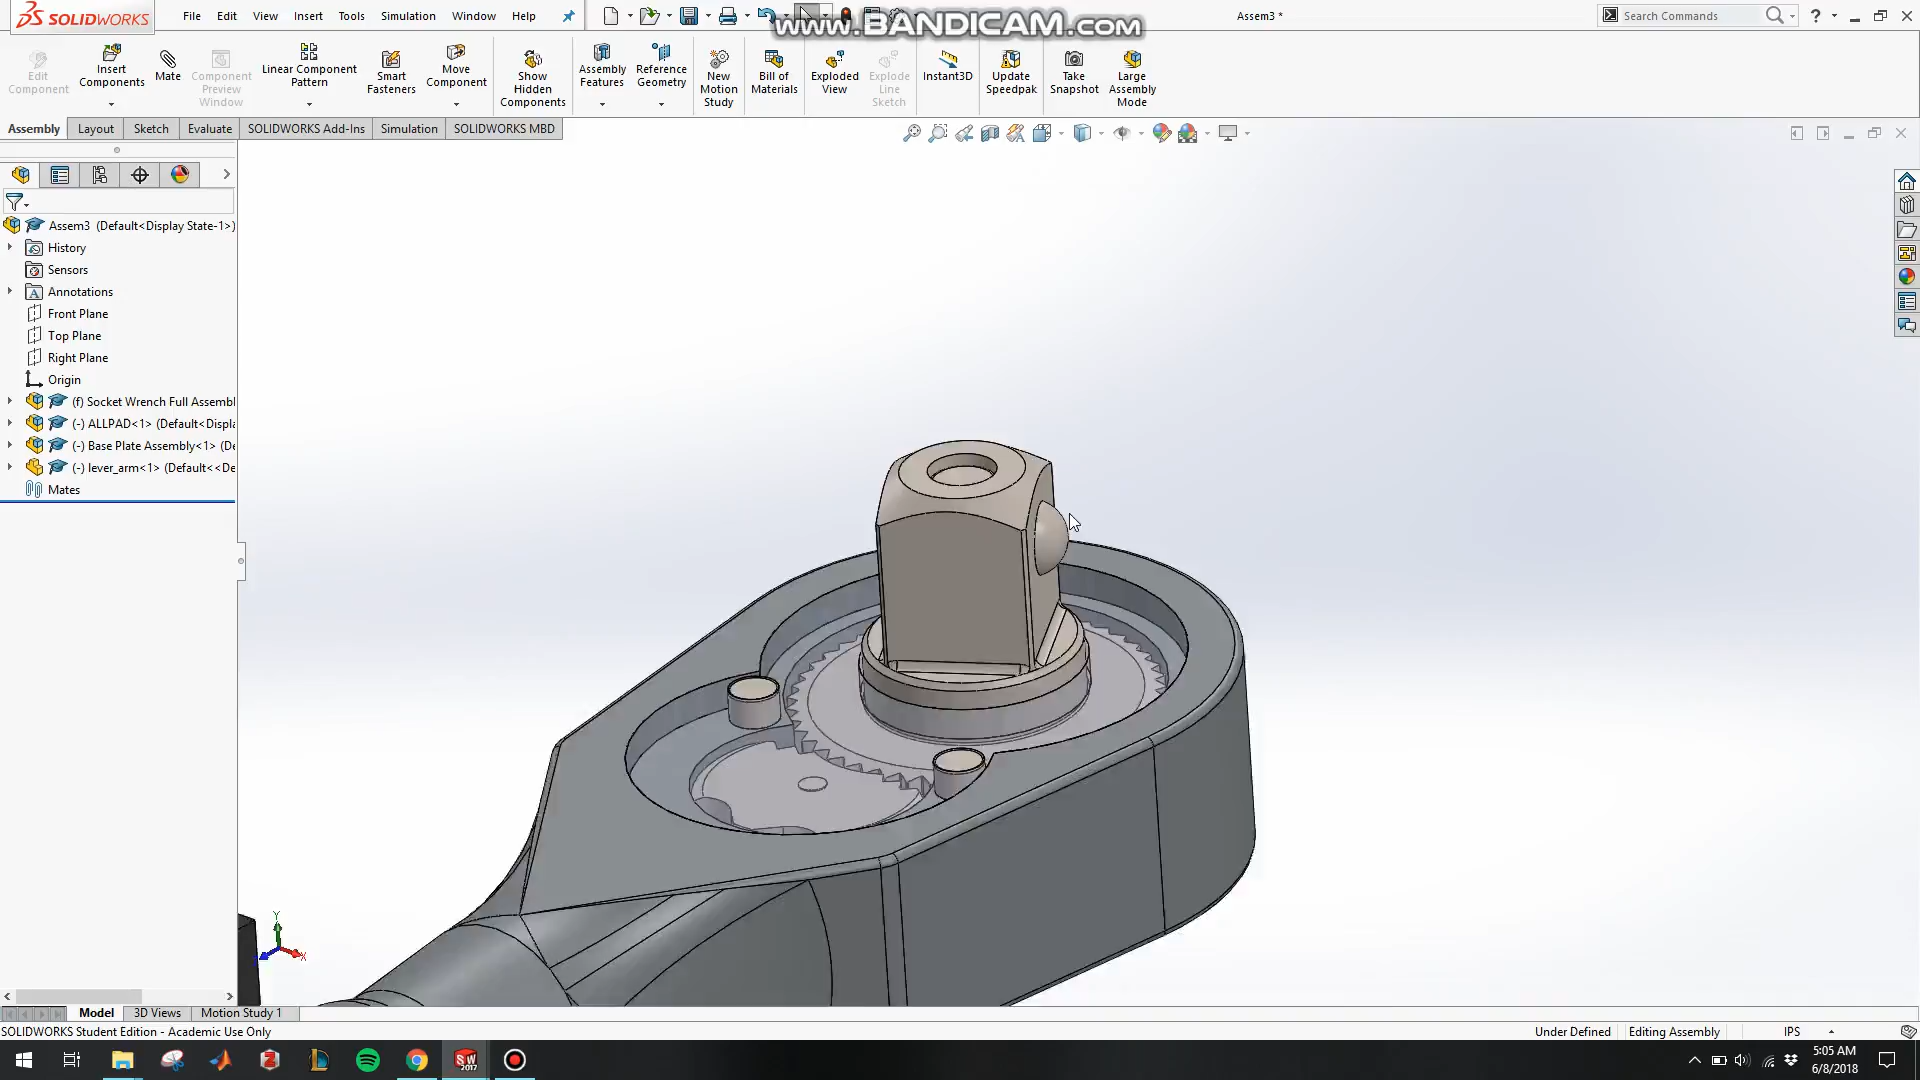 SOLIDWORKS
File Edit View Insert Tools Simulation Window Help
www.BANDICAM.com
Assem3 *
Search Commands
Edit Component
Insert Components
Mate
Component Preview Window
Linear Component Pattern
Smart Fasteners
Move Component
Show Hidden Components
Assembly Features
Reference Geometry
New Motion Study
Bill of Materials
Exploded View
Explode Line Sketch
Instant3D
Update Speedpak
Take Snapshot
Large Assembly Mode
Assembly Layout Sketch Evaluate SOLIDWORKS Add-Ins Simulation SOLIDWORKS MBD
Assem3 (Default<Display State-1>)
History
Sensors
Annotations
Front Plane
Top Plane
Right Plane
Origin
(f) Socket Wrench Full Assembl
(-) ALLPAD<1> (Default<Displa
(-) Base Plate Assembly<1> (De
(-) lever_arm<1> (Default<<De
Mates
Y
X
Model 3D Views Motion Study 1
SOLIDWORKS Student Edition - Academic Use Only
Under Defined Editing Assembly IPS
SW 2017
5:05 AM
6/8/2018